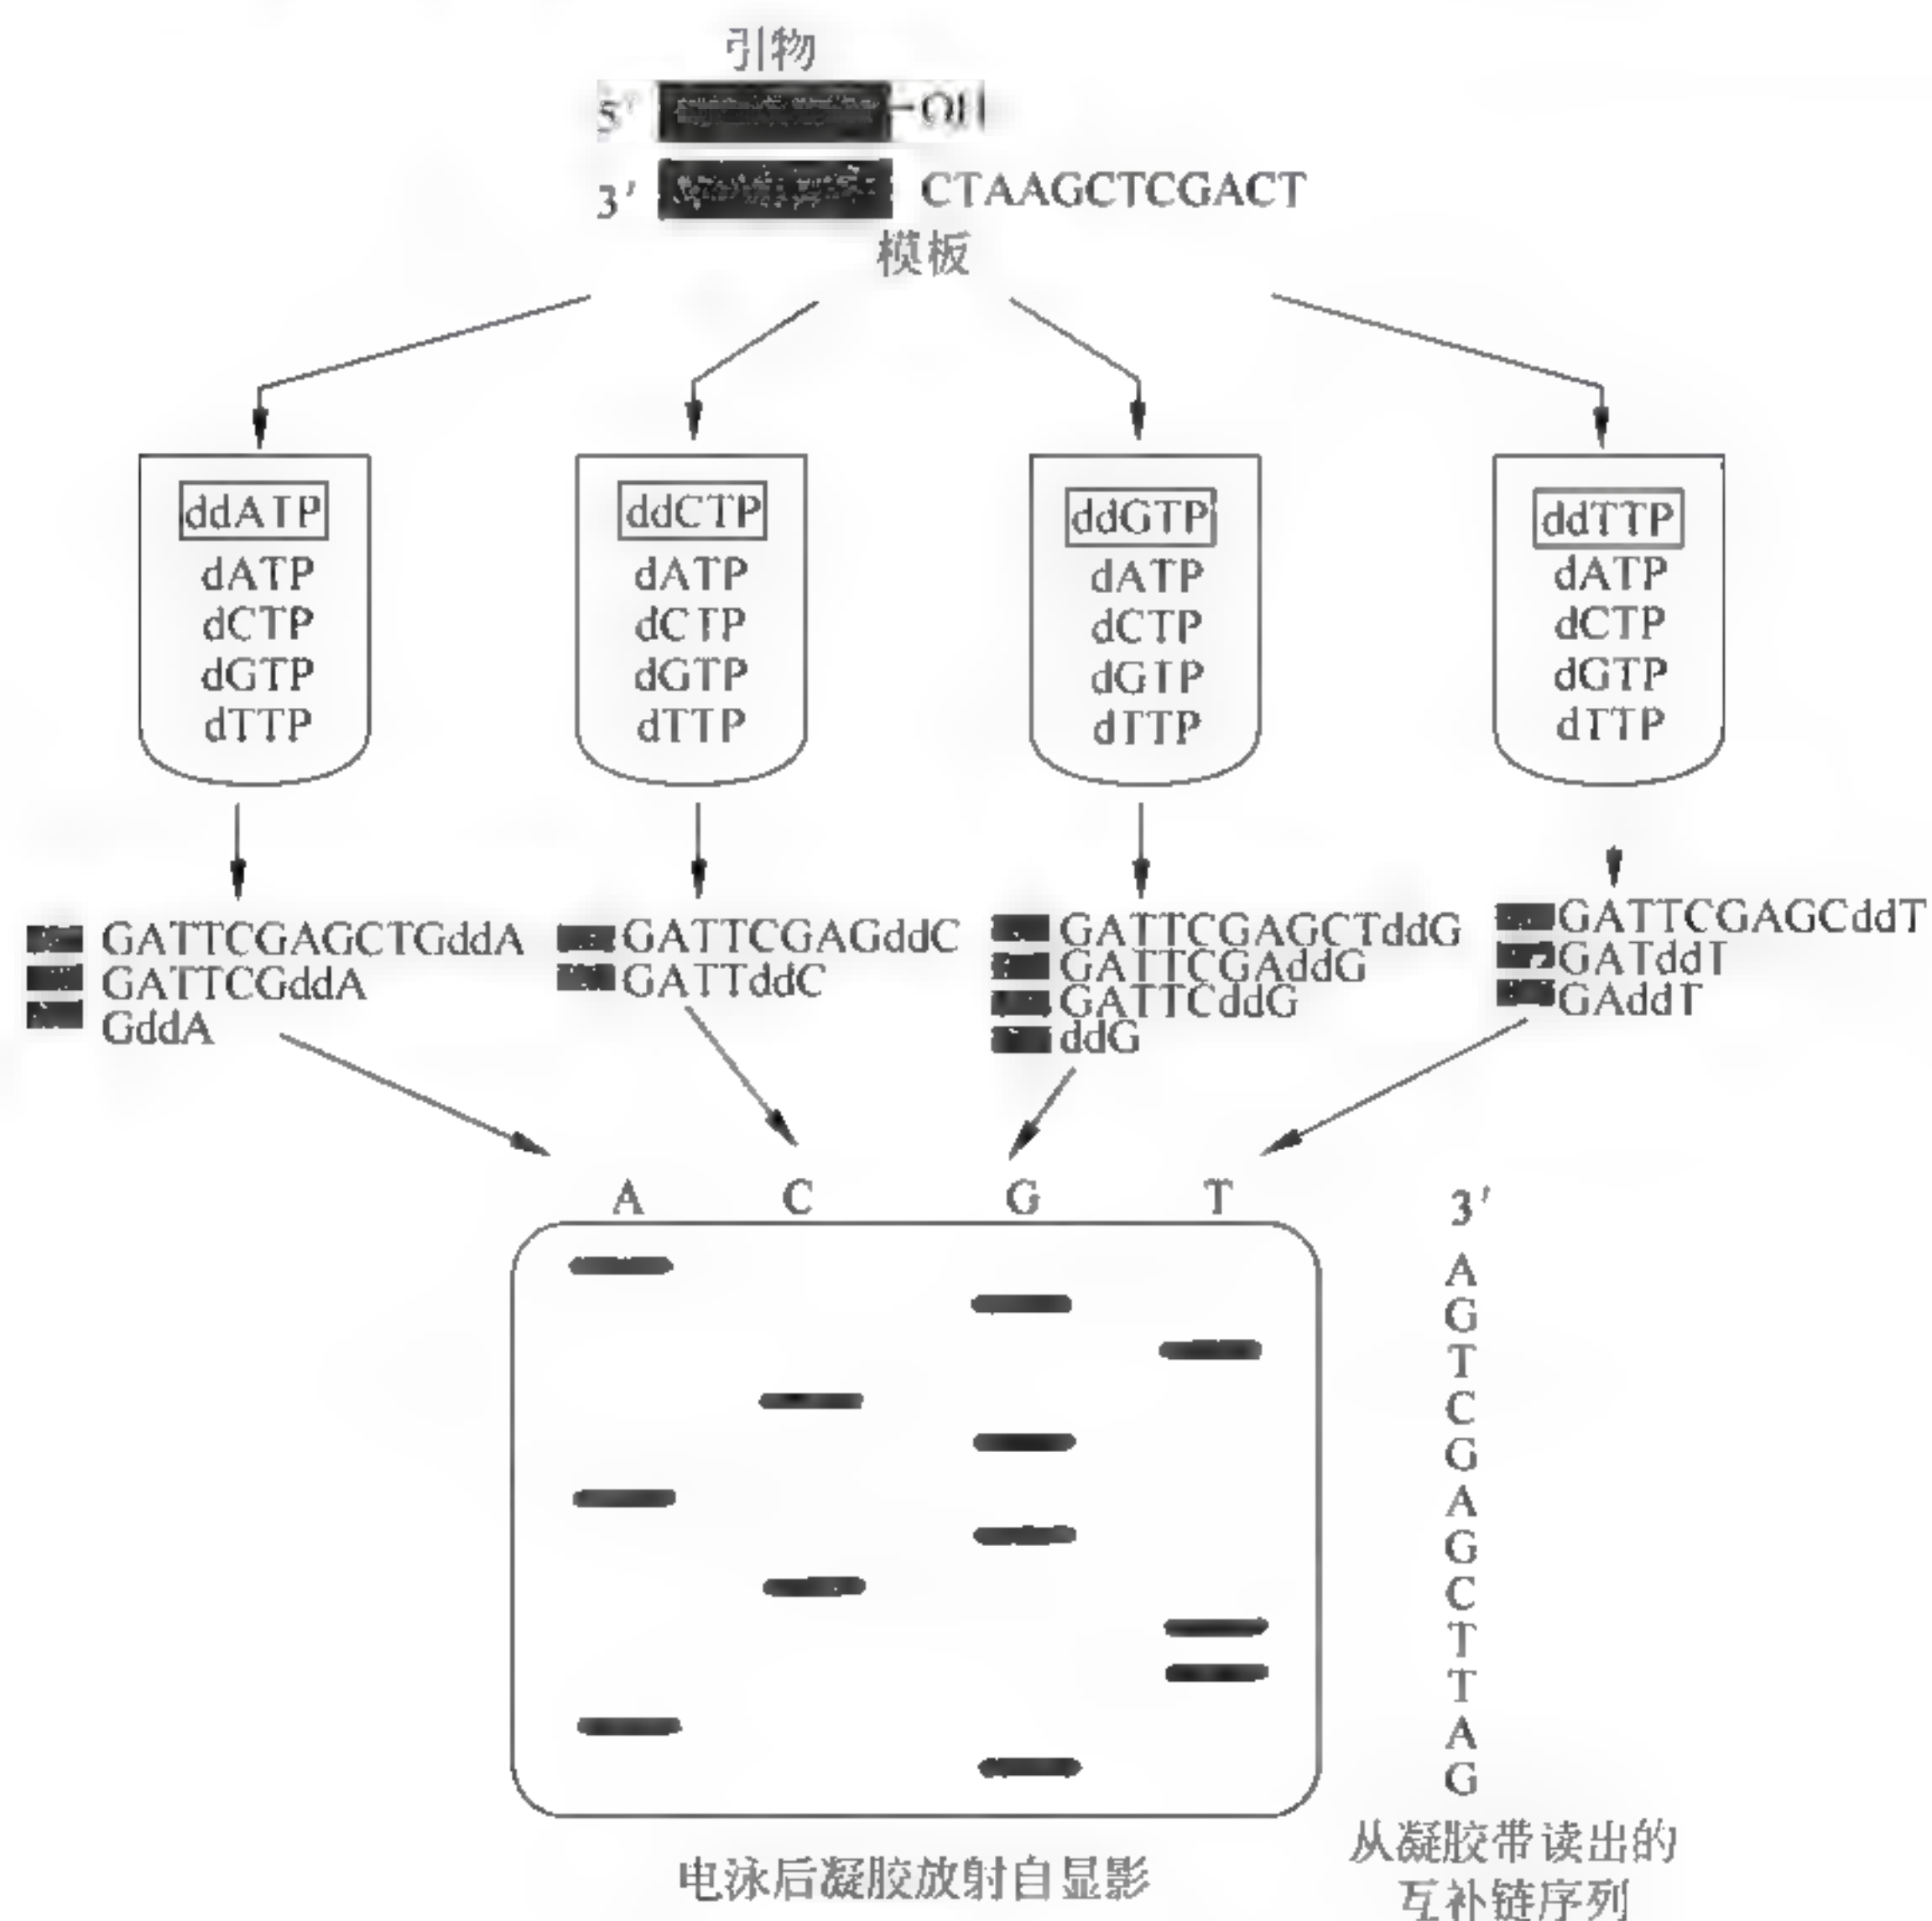 引物
5′ -OH
3′ CTAAGCTCGACT
模板
ddATP
dATP
dCTP
dGTP
dTTP
ddCTP
dATP
dCTP
dGTP
dTTP
ddGTP
dATP
dCTP
dGTP
dTTP
ddTTP
dATP
dCTP
dGTP
dTTP
GATTCGAGCTGddA
GATTCGddA
GddA
GATTCGAGddC
GATTddC
GATTCGAGCTddG
GATTCGAddG
GATTCddG
ddG
GATTCGAGCddT
GATddT
GAddT
A C G T
3′
A
G
T
C
G
A
G
C
T
T
A
G
电泳后凝胶放射自显影
从凝胶带读出的
互补链序列